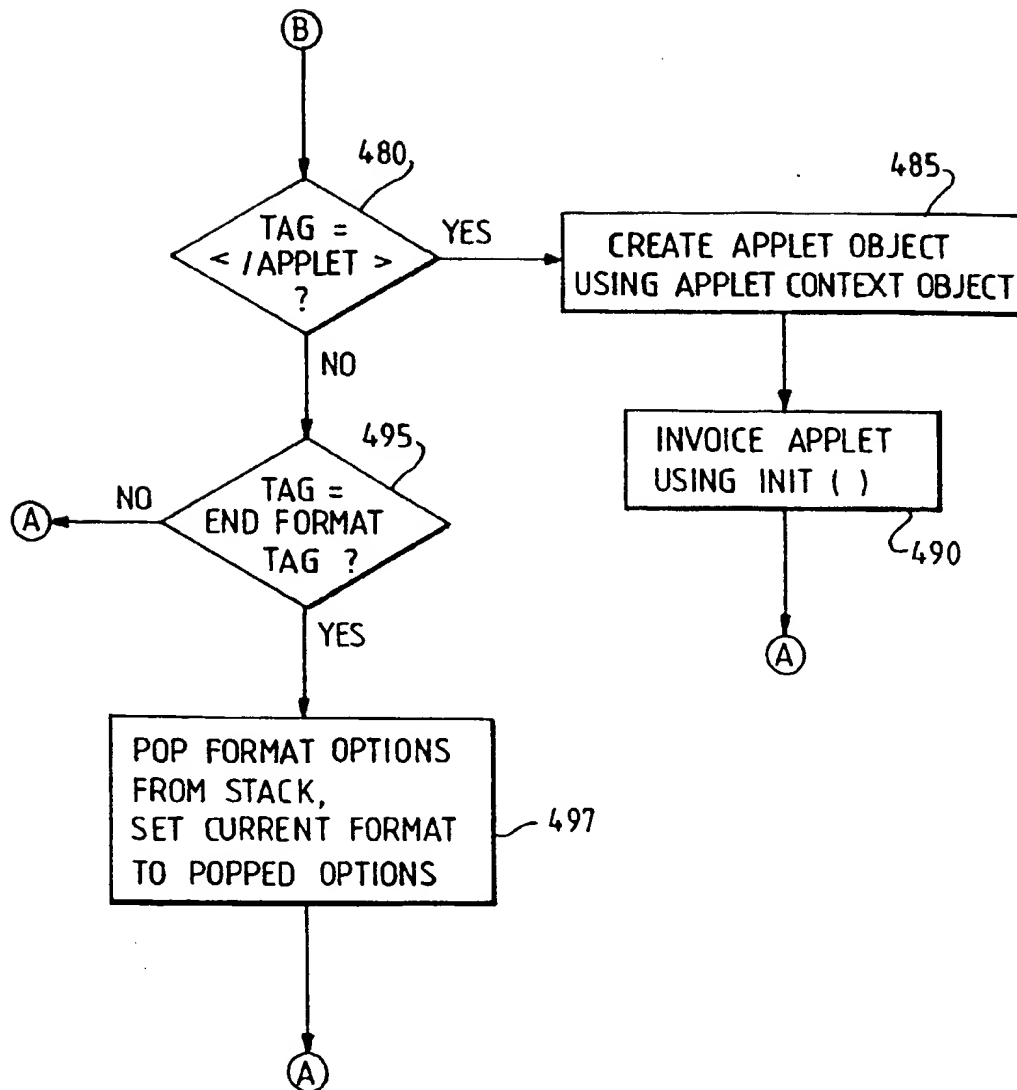 B
480
TAG =
< /APPLET >
?
YES
485
CREATE APPLET OBJECT
USING APPLET CONTEXT OBJECT
NO
495
INVOICE APPLET
USING INIT ( )
490
NO
TAG =
END FORMAT
TAG ?
A
YES
A
POP FORMAT OPTIONS
FROM STACK,
SET CURRENT FORMAT
TO POPPED OPTIONS
497
A